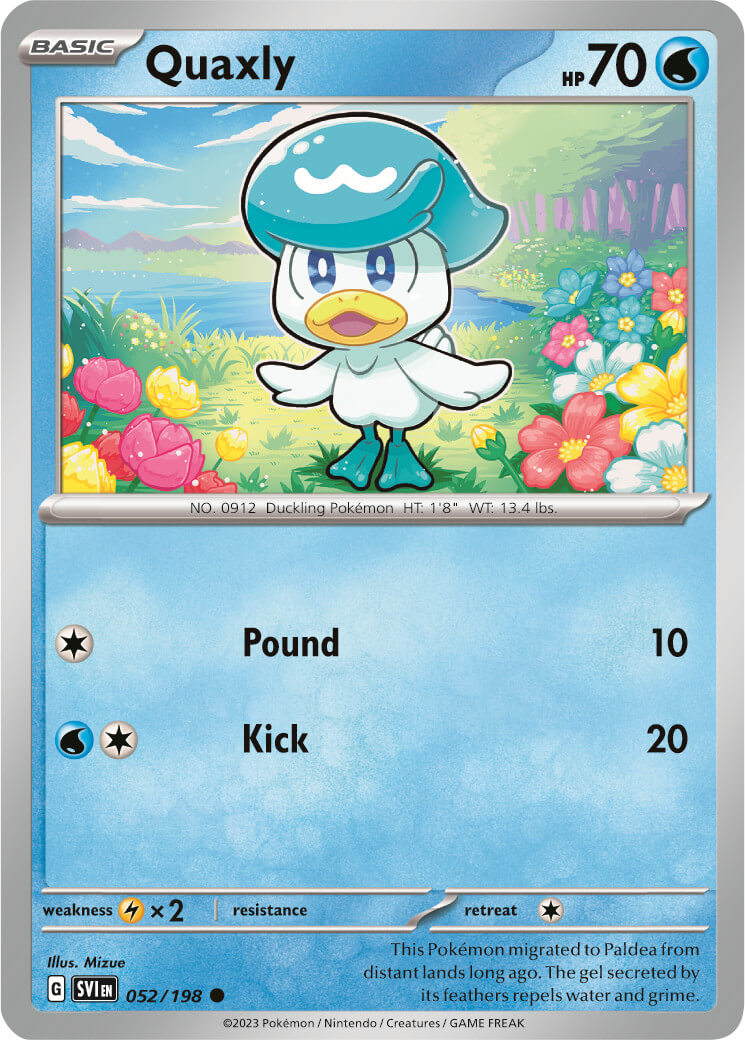 BASIC Quaxly HP 70
NO. 0912 Duckling Pokémon HT: 1'8" WT: 13.4 lbs.
Pound 10
Kick 20
weakness ×2 resistance retreat
Illus. Mizue
This Pokémon migrated to Paldea from
distant lands long ago. The gel secreted by
its feathers repels water and grime.
G SVI EN 052/198
©2023 Pokémon / Nintendo / Creatures / GAME FREAK